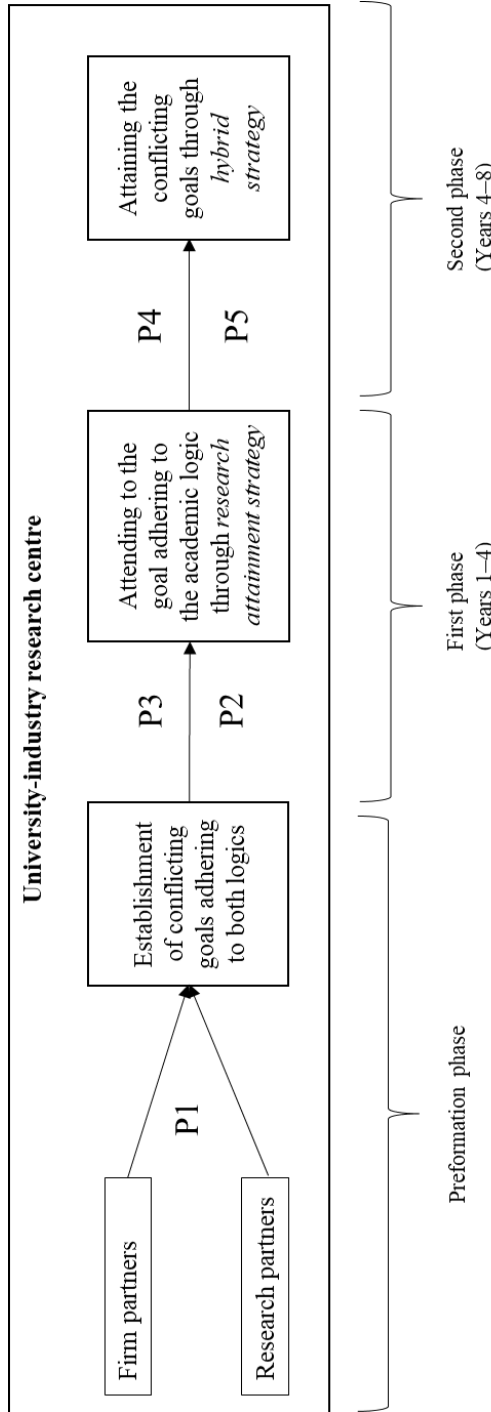 University-industry research centre
Firm partners
Research partners
P1
Establishment
of conflicting
goals adhering
to both logics
P3
P2
Attending to the
goal adhering to
the academic logic
through research
attainment strategy
P4
P5
Attaining the
conflicting
goals through
hybrid
strategy
Preformation phase
First phase
(Years 1–4)
Second phase
(Years 4–8)